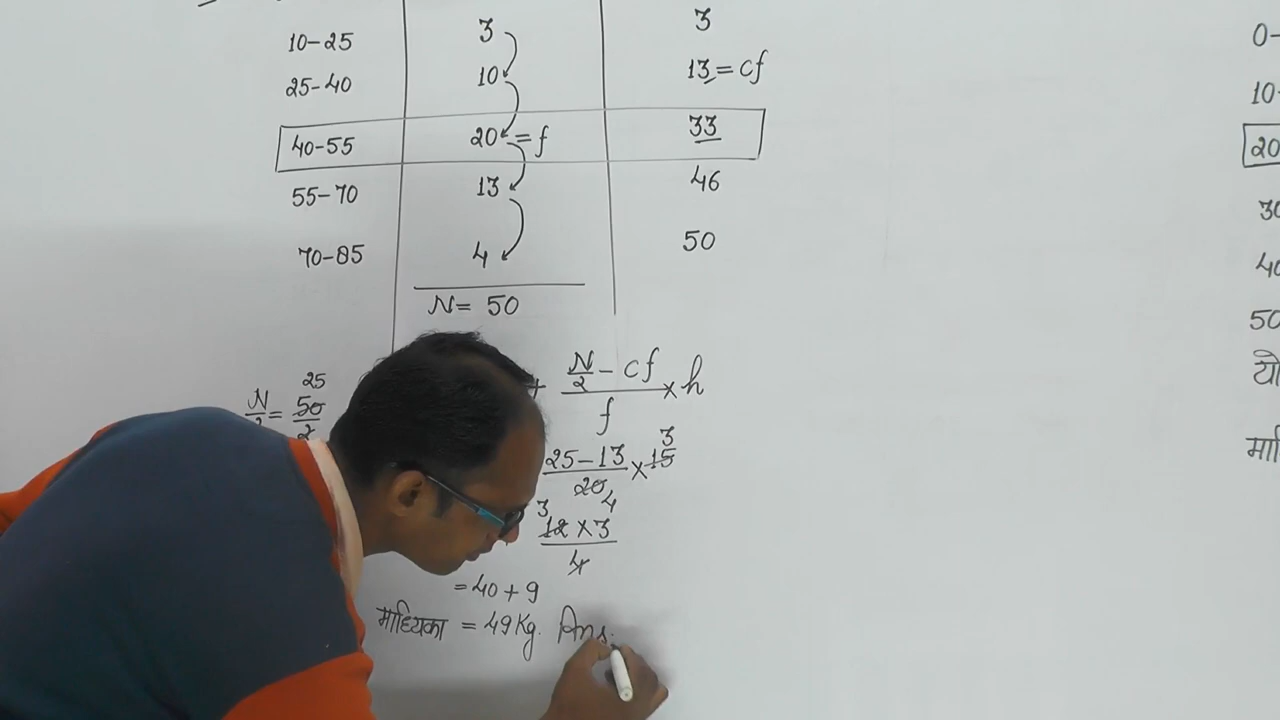 10-25 3 3
25-40 10 13 = cf
40-55 20 = f 33
55-70 13 46
70-85 4 50
N = 50
N/2 = 50/2 25
+ (N/2 - cf)/f × h
(25-13)/20 × 15 3
4
3
(12 × 3)/4
= 40 + 9
माध्यिका = 49 Kg. Ans.
0-
10-
20
30
40
50
यो
माि